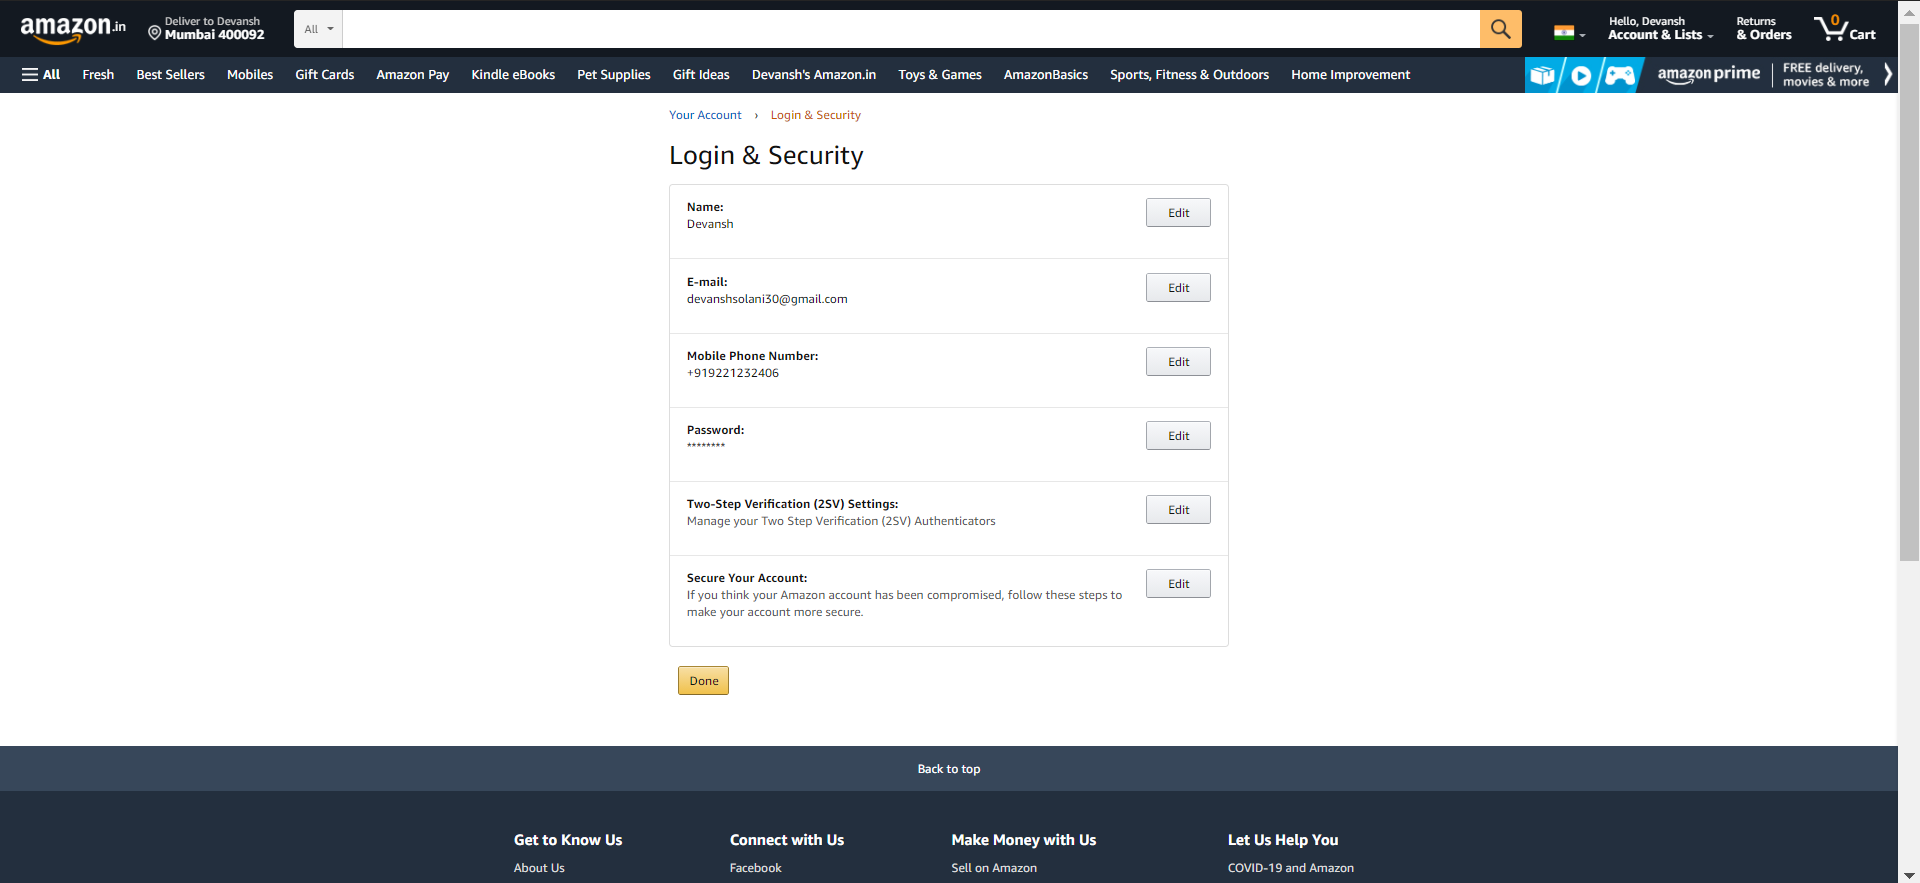 amazon.in
Deliver to Devansh
Mumbai 400092
All
Hello, Devansh
Account & Lists
Returns
& Orders
0
Cart
All
Fresh
Best Sellers
Mobiles
Gift Cards
Amazon Pay
Kindle eBooks
Pet Supplies
Gift Ideas
Devansh's Amazon.in
Toys & Games
AmazonBasics
Sports, Fitness & Outdoors
Home Improvement
amazon prime
FREE delivery,
movies & more
Your Account › Login & Security
Login & Security
Name:
Devansh
Edit
E-mail:
devanshsolani30@gmail.com
Edit
Mobile Phone Number:
+919221232406
Edit
Password:
********
Edit
Two-Step Verification (2SV) Settings:
Manage your Two Step Verification (2SV) Authenticators
Edit
Secure Your Account:
If you think your Amazon account has been compromised, follow these steps to
make your account more secure.
Edit
Done
Back to top
Get to Know Us
About Us
Connect with Us
Facebook
Make Money with Us
Sell on Amazon
Let Us Help You
COVID-19 and Amazon